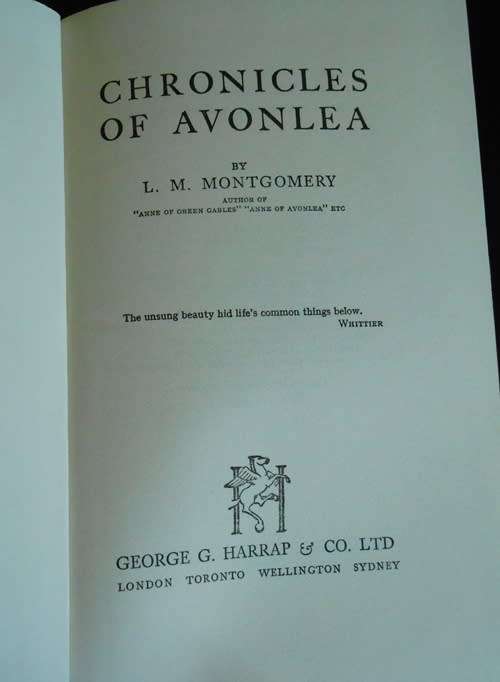 CHRONICLES
OF AVONLEA
BY
L. M. MONTGOMERY
AUTHOR OF
"ANNE OF GREEN GABLES" "ANNE OF AVONLEA" ETC
The unsung beauty hid life's common things below.
WHITTIER
GEORGE G. HARRAP & CO. LTD
LONDON TORONTO WELLINGTON SYDNEY